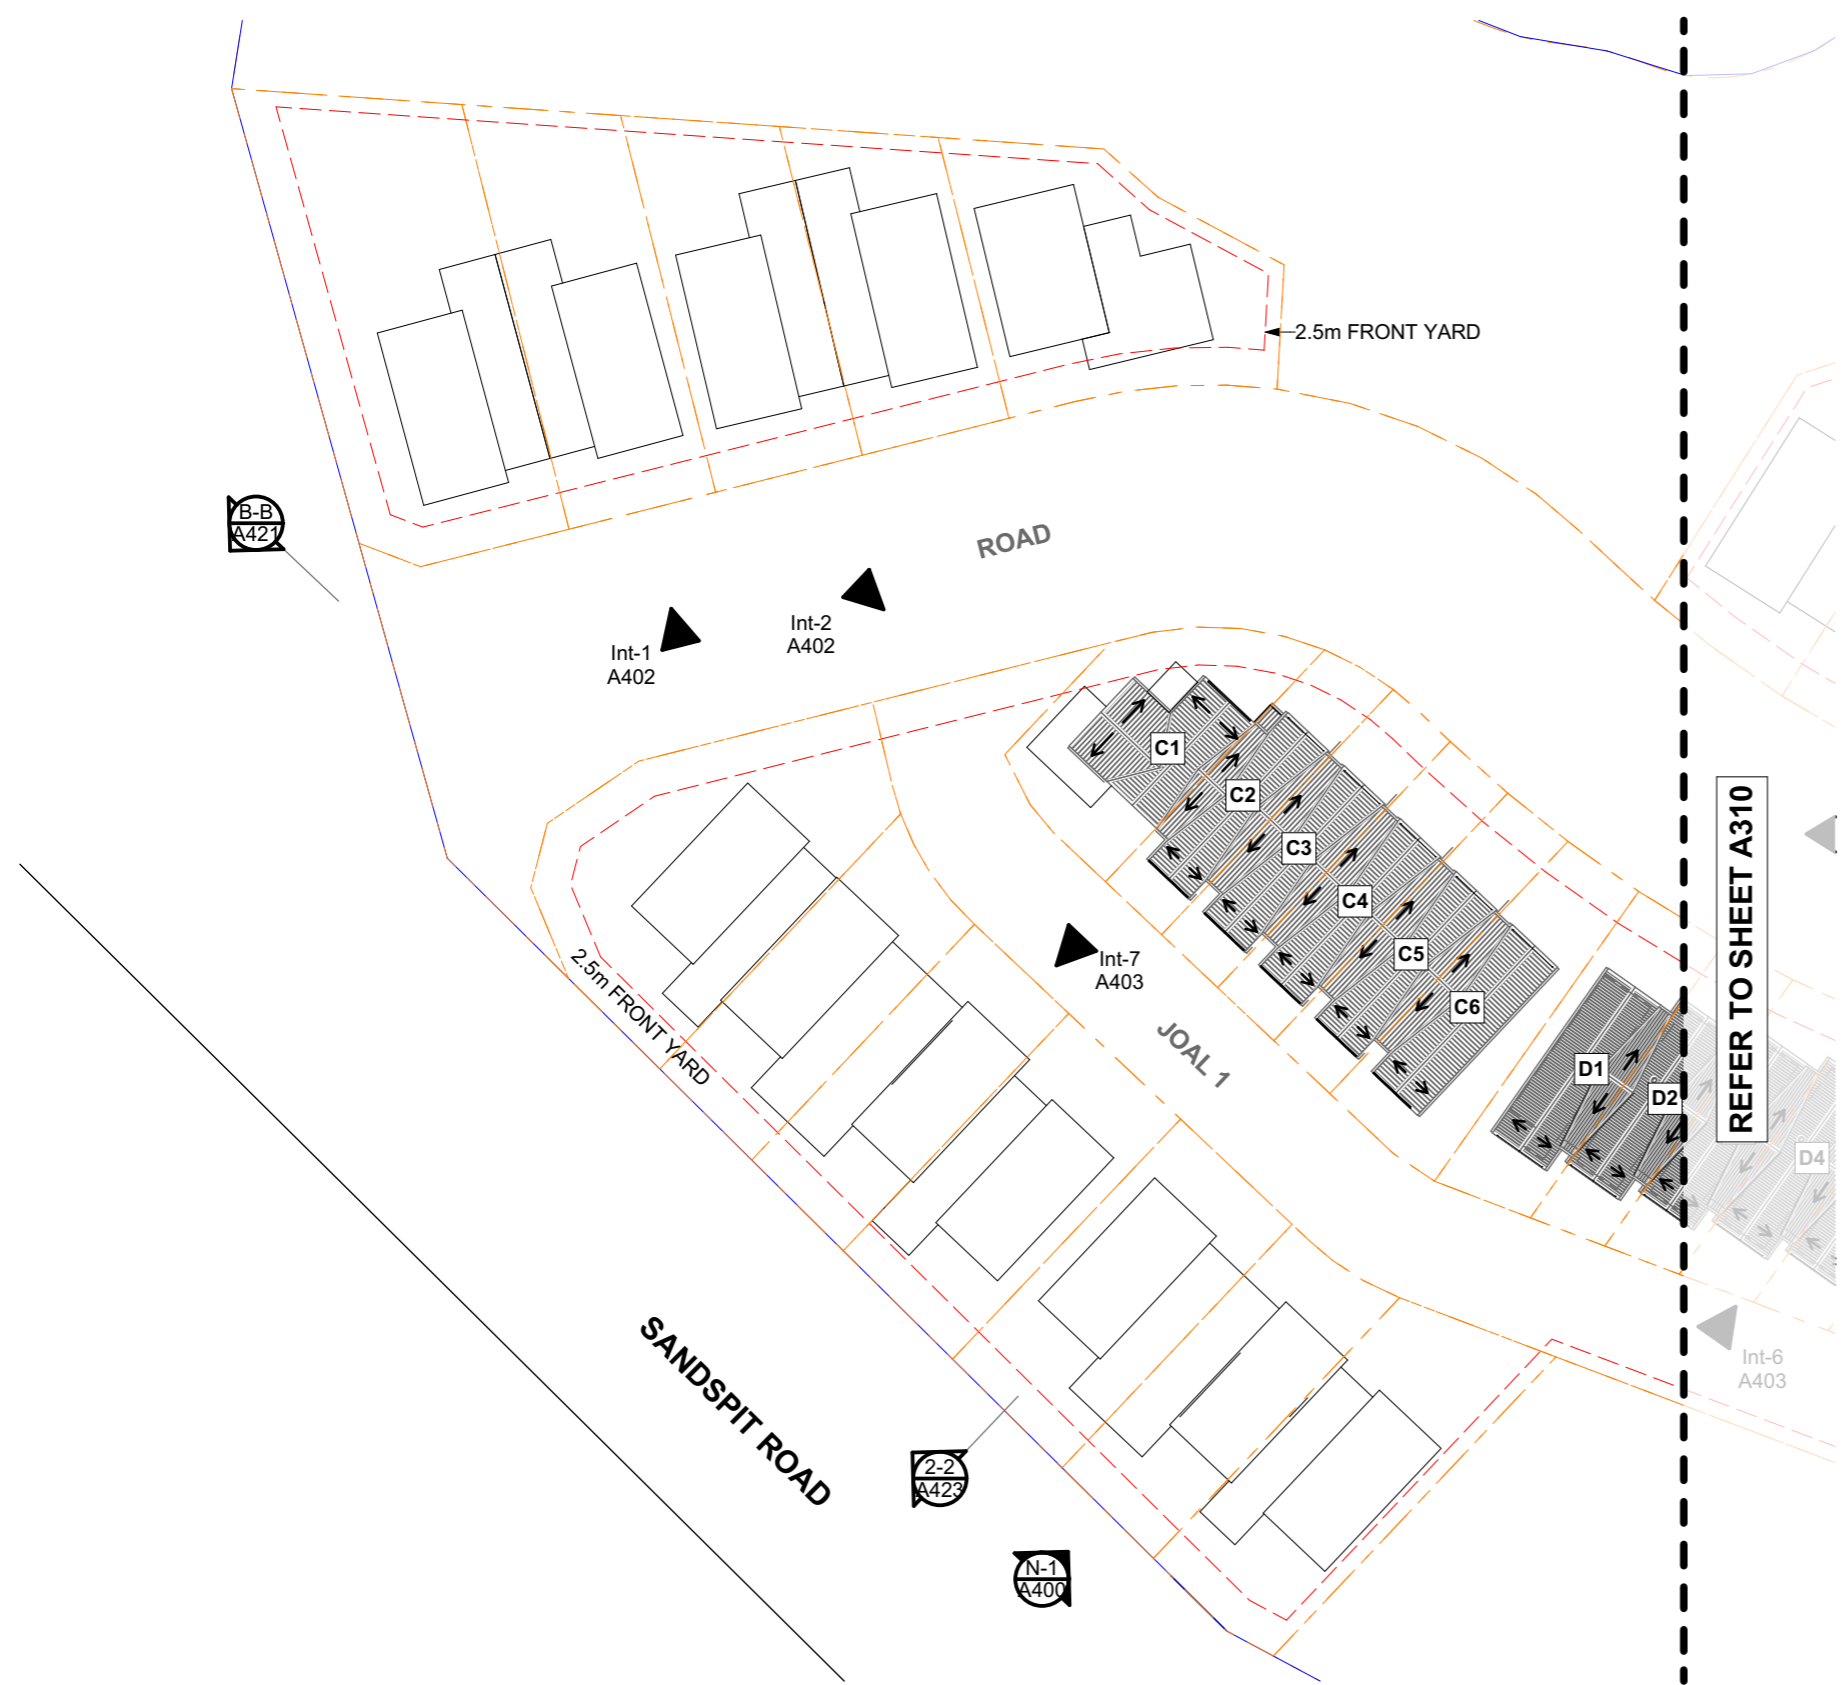 2.5m FRONT YARD
B-B
A421
ROAD
Int-1
A402
Int-2
A402
C1
C2
C3
C4
C5
C6
REFER TO SHEET A310
2.5m FRONT YARD
Int-7
A403
JOAL 1
D1
D2
D4
Int-6
A403
SANDSPIT ROAD
2-2
A423
N-1
A400